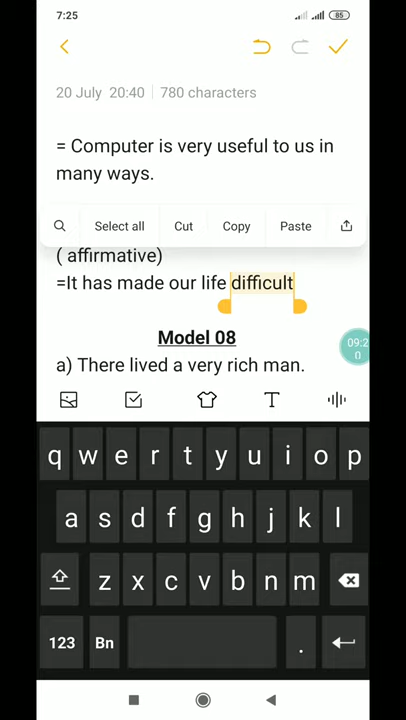 7:25
85
20 July 20:40 | 780 characters
= Computer is very useful to us in
many ways.
Select all Cut Copy Paste
( affirmative)
=It has made our life difficult
Model 08
09:2
0
a) There lived a very rich man.
T
q w e r t y u i o p
a s d f g h j k l
z x c v b n m
123 Bn .